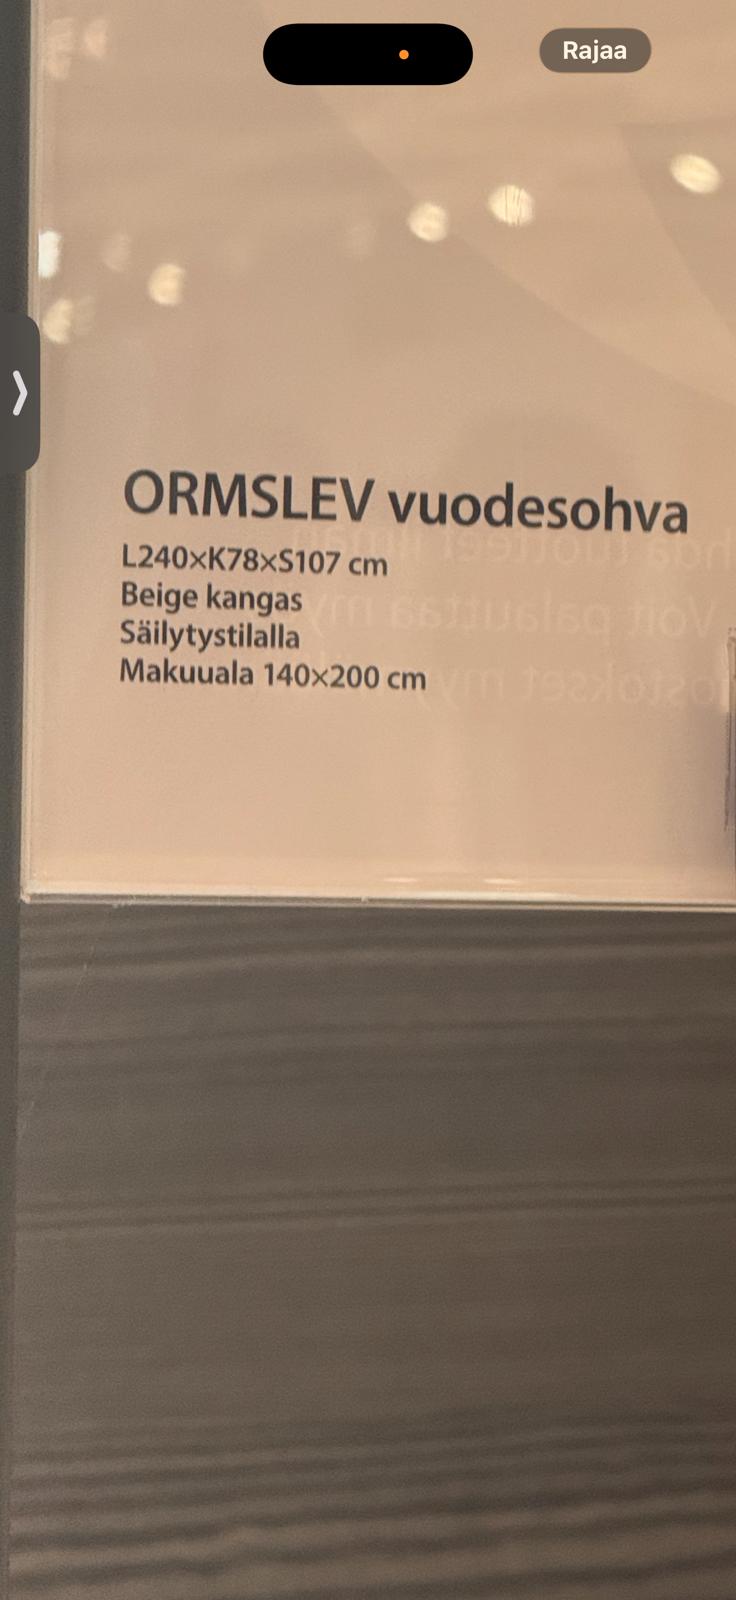 Rajaa
ORMSLEV vuodesohva
L240×K78×S107 cm
Beige kangas
Säilytystilalla
Makuuala 140×200 cm